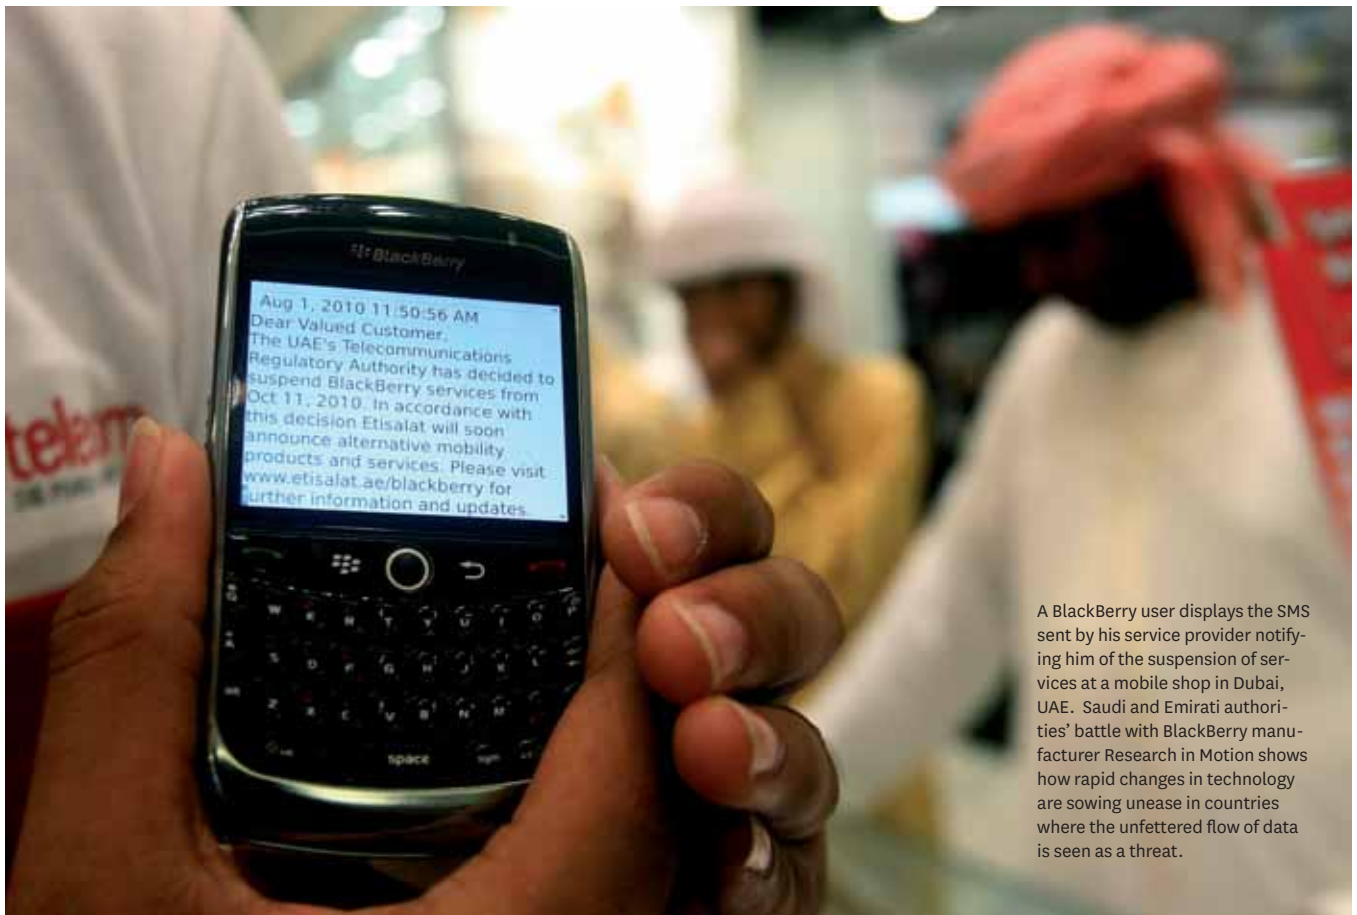 BlackBerry
Aug 1, 2010 11:50:56 AM
Dear Valued Customer,
The UAE's Telecommunications
Regulatory Authority has decided to
suspend BlackBerry services from
Oct 11, 2010. In accordance with
this decision Etisalat will soon
announce alternative mobility
products and services. Please visit
www.etisalat.ae/blackberry for
further information and updates.
space
A BlackBerry user displays the SMS
sent by his service provider notify-
ing him of the suspension of ser-
vices at a mobile shop in Dubai,
UAE. Saudi and Emirati authori-
ties' battle with BlackBerry manu-
facturer Research in Motion shows
how rapid changes in technology
are sowing unease in countries
where the unfettered flow of data
is seen as a threat.